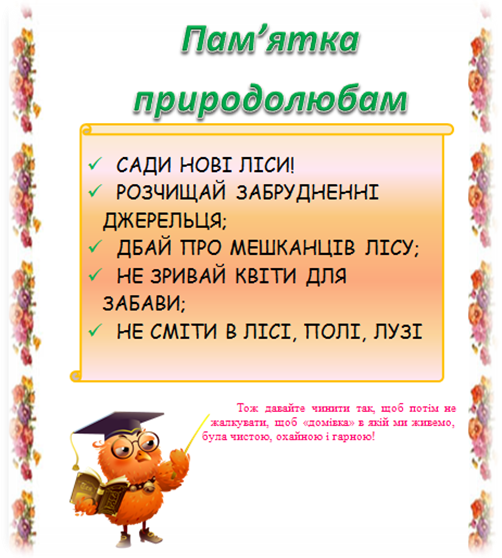 Пам’ятка
природолюбам
САДИ НОВІ ЛІСИ!
РОЗЧИЩАЙ ЗАБРУДНЕННІ
ДЖЕРЕЛЬЦЯ;
ДБАЙ ПРО МЕШКАНЦІВ ЛІСУ;
НЕ ЗРИВАЙ КВІТИ ДЛЯ
ЗАБАВИ;
НЕ СМІТИ В ЛІСІ, ПОЛІ, ЛУЗІ
Тож давайте чинити так, щоб потім не
жалкувати, щоб «домівка» в якій ми живемо,
була чистою, охайною і гарною!